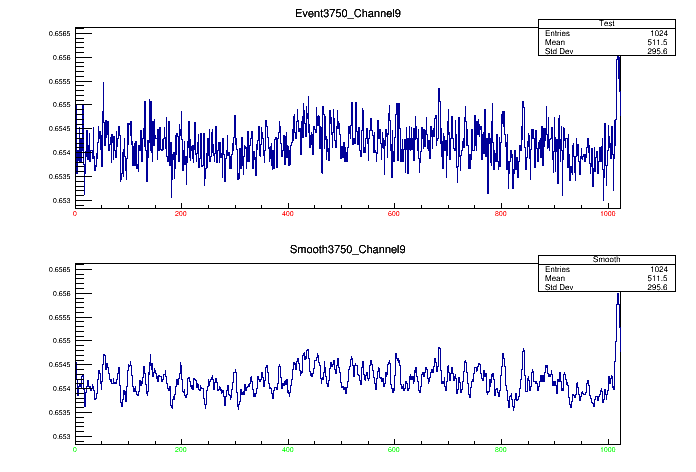 Event3750_Channel9
Test
Entries 1024
Mean 511.5
Std Dev 295.6
0.6565
0.656
0.6555
0.655
0.6545
0.654
0.6535
0.653
0 200 400 600 800 1000
Smooth3750_Channel9
Smooth
Entries 1024
Mean 511.5
Std Dev 295.6
0.6565
0.656
0.6555
0.655
0.6545
0.654
0.6535
0.653
0 200 400 600 800 1000